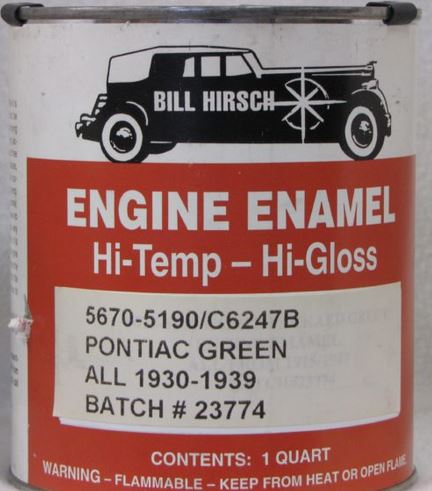 BILL HIRSCH
ENGINE ENAMEL
Hi-Temp – Hi-Gloss
5670-5190/C6247B
PONTIAC GREEN
ALL 1930-1939
BATCH # 23774
CONTENTS: 1 QUART
WARNING – FLAMMABLE – KEEP FROM HEAT OR OPEN FLAME